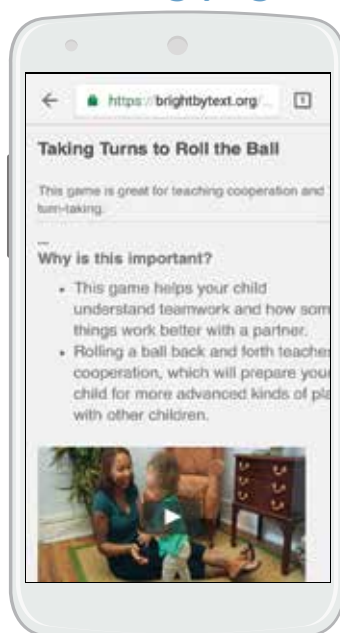 https://brightbytext.org/...
1
Taking Turns to Roll the Ball
This game is great for teaching cooperation and
turn-taking.
...
Why is this important?
• This game helps your child
understand teamwork and how som
things work better with a partner.
• Rolling a ball back and forth teache
cooperation, which will prepare you
child for more advanced kinds of pla
with other children.